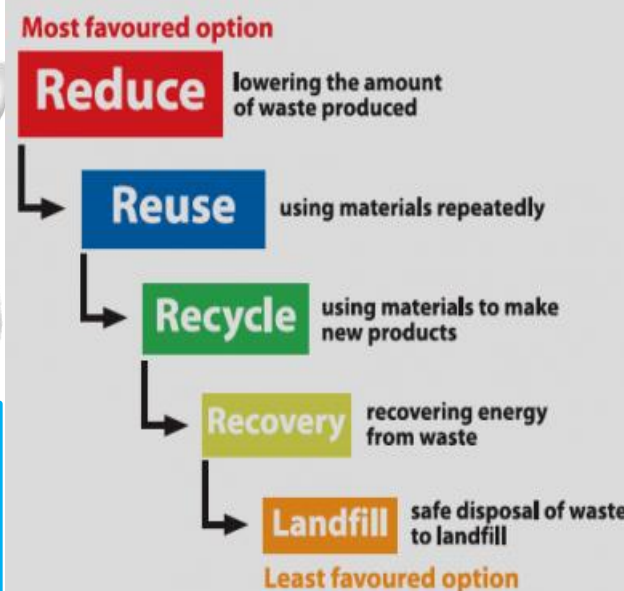 Most favoured option
Reduce
lowering the amount
of waste produced
Reuse
using materials repeatedly
Recycle
using materials to make
new products
Recovery
recovering energy
from waste
Landfill
safe disposal of waste
to landfill
Least favoured option